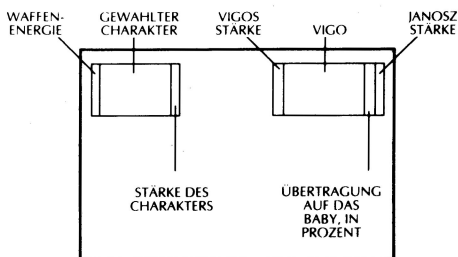 WAFFEN-
ENERGIE
GEWAHLTER
CHARAKTER
VIGOS
STÄRKE
VIGO
JANOSZ
STÄRKE
STÄRKE DES
CHARAKTERS
ÜBERTRAGUNG
AUF DAS
BABY, IN
PROZENT